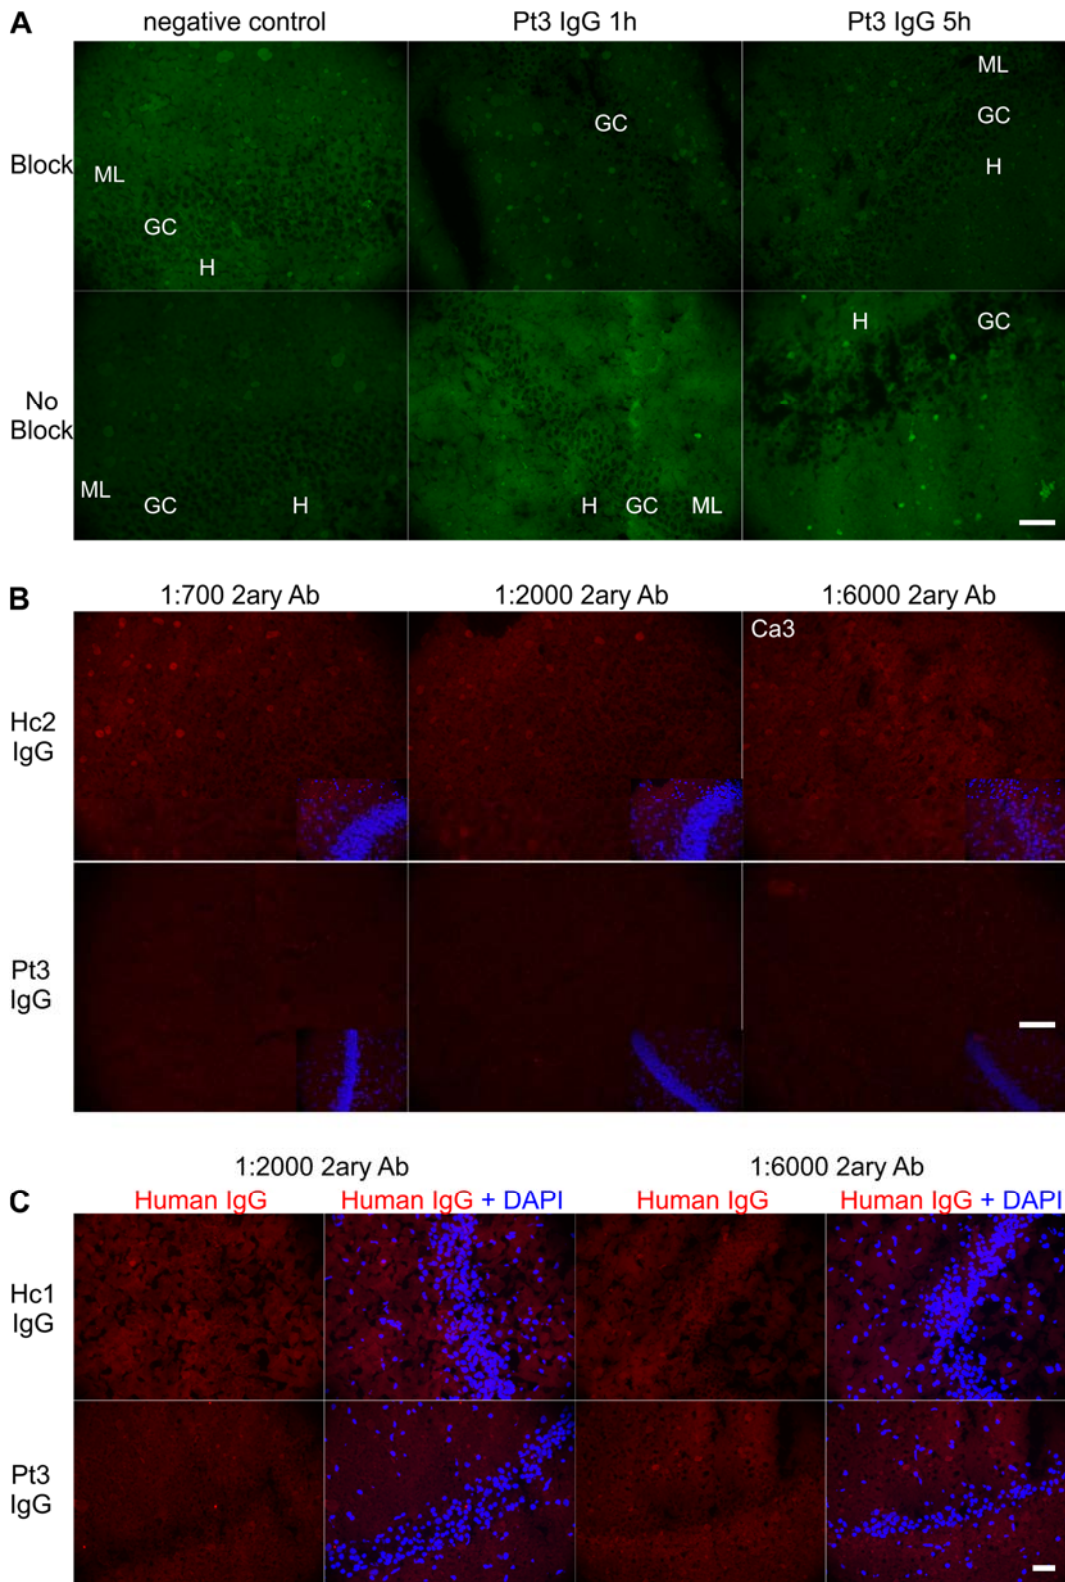 A
negative control
Pt3 IgG 1h
Pt3 IgG 5h
Block
ML
GC
H
GC
ML
GC
H
No
Block
ML
GC
H
H
GC
ML
H
GC
B
1:700 2ary Ab
1:2000 2ary Ab
1:6000 2ary Ab
Hc2
IgG
Ca3
Pt3
IgG
1:2000 2ary Ab
1:6000 2ary Ab
C
Human IgG
Human IgG + DAPI
Human IgG
Human IgG + DAPI
Hc1
IgG
Pt3
IgG